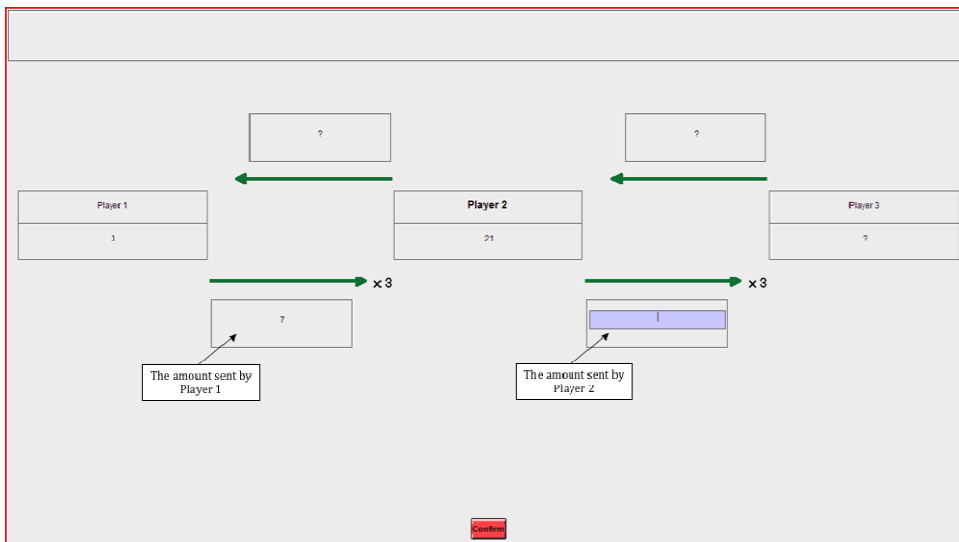 ?
?
Player 1
Player 2
Player 3
3
21
?
x 3
x 3
7
The amount sent by
Player 1
The amount sent by
Player 2
Confirm